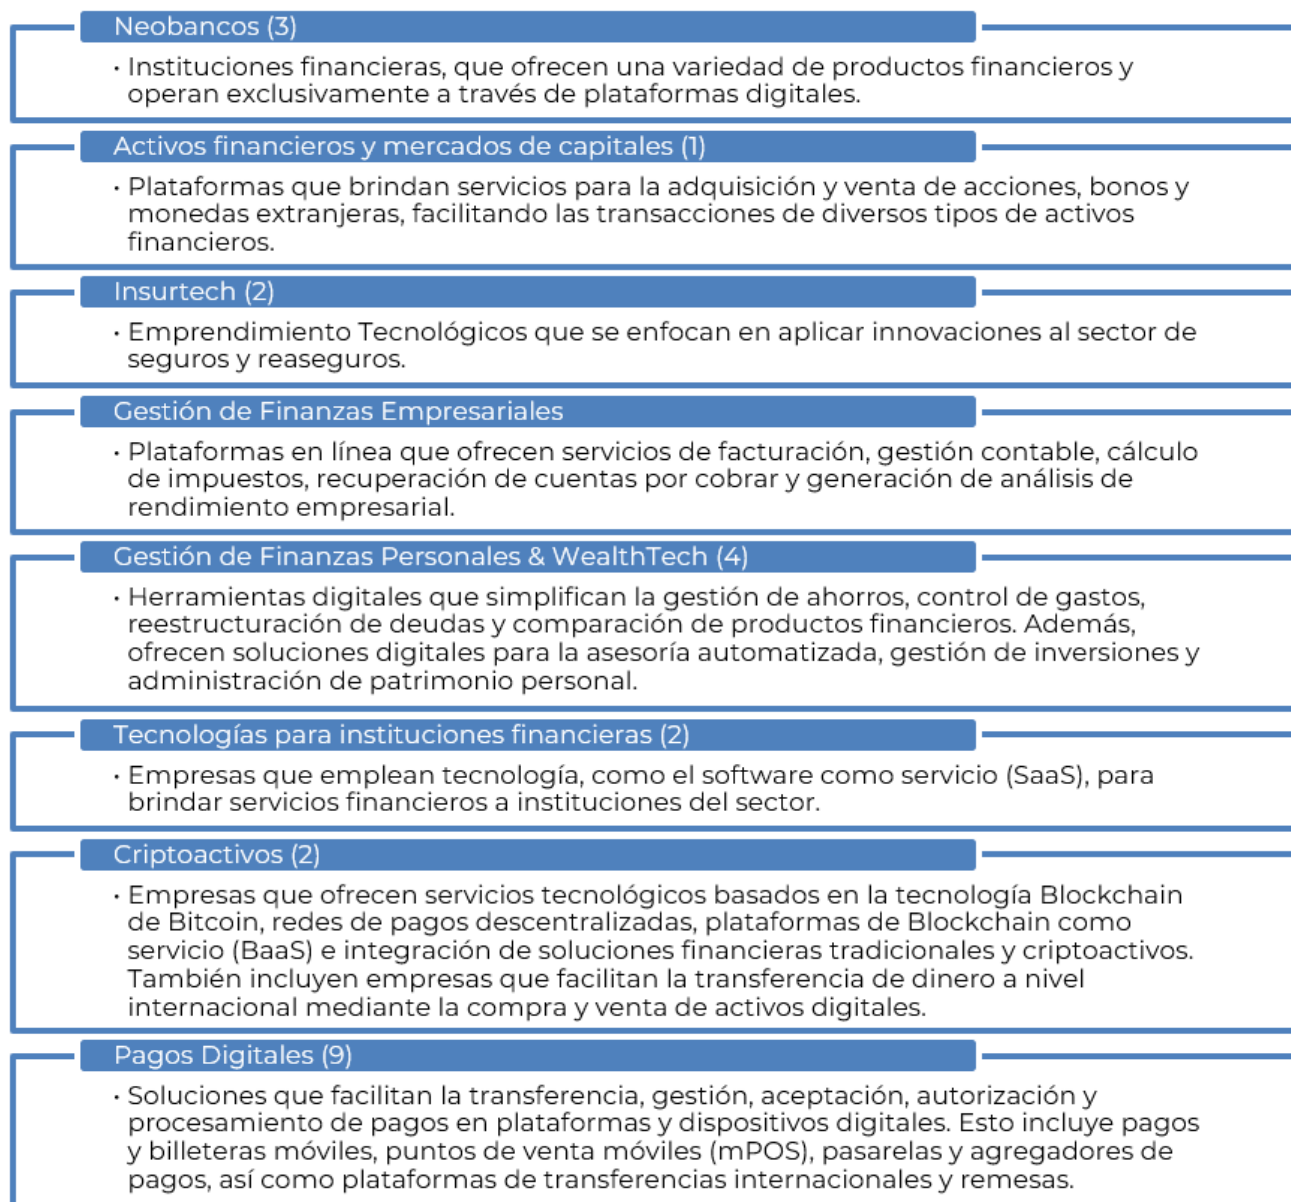 Neobancos (3)
· Instituciones financieras, que ofrecen una variedad de productos financieros y
operan exclusivamente a través de plataformas digitales.
Activos financieros y mercados de capitales (1)
· Plataformas que brindan servicios para la adquisición y venta de acciones, bonos y
monedas extranjeras, facilitando las transacciones de diversos tipos de activos
financieros.
Insurtech (2)
· Emprendimiento Tecnológicos que se enfocan en aplicar innovaciones al sector de
seguros y reaseguros.
Gestión de Finanzas Empresariales
· Plataformas en línea que ofrecen servicios de facturación, gestión contable, cálculo
de impuestos, recuperación de cuentas por cobrar y generación de análisis de
rendimiento empresarial.
Gestión de Finanzas Personales & WealthTech (4)
· Herramientas digitales que simplifican la gestión de ahorros, control de gastos,
reestructuración de deudas y comparación de productos financieros. Además,
ofrecen soluciones digitales para la asesoría automatizada, gestión de inversiones y
administración de patrimonio personal.
Tecnologías para instituciones financieras (2)
· Empresas que emplean tecnología, como el software como servicio (SaaS), para
brindar servicios financieros a instituciones del sector.
Criptoactivos (2)
· Empresas que ofrecen servicios tecnológicos basados en la tecnología Blockchain
de Bitcoin, redes de pagos descentralizadas, plataformas de Blockchain como
servicio (BaaS) e integración de soluciones financieras tradicionales y criptoactivos.
También incluyen empresas que facilitan la transferencia de dinero a nivel
internacional mediante la compra y venta de activos digitales.
Pagos Digitales (9)
· Soluciones que facilitan la transferencia, gestión, aceptación, autorización y
procesamiento de pagos en plataformas y dispositivos digitales. Esto incluye pagos
y billeteras móviles, puntos de venta móviles (mPOS), pasarelas y agregadores de
pagos, así como plataformas de transferencias internacionales y remesas.